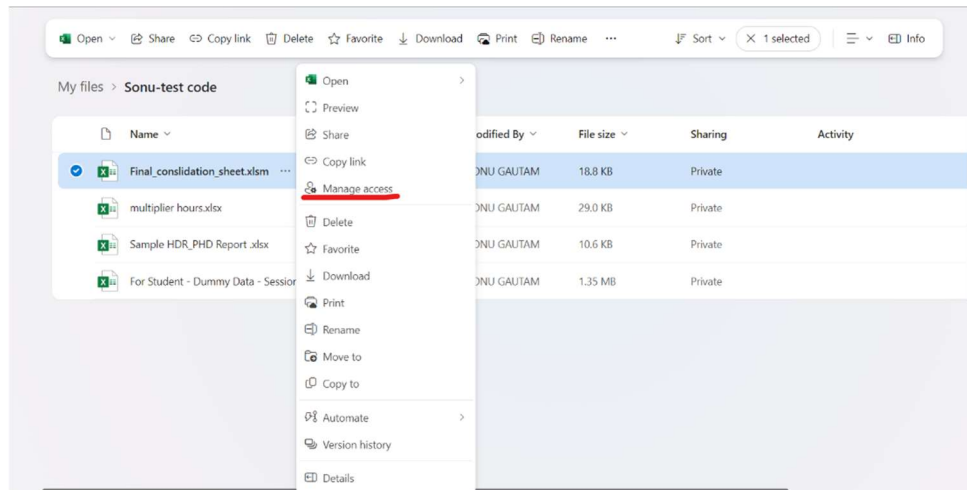 Open Share Copy link Delete Favorite Download Print Rename ... Sort 1 selected Info
My files > Sonu-test code
Name odified By File size Sharing Activity
Final_conslidation_sheet.xlsm ... ONU GAUTAM 18.8 KB Private
multiplier hours.xlsx ONU GAUTAM 29.0 KB Private
Sample HDR_PHD Report .xlsx ONU GAUTAM 10.6 KB Private
For Student - Dummy Data - Session ONU GAUTAM 1.35 MB Private
Open
Preview
Share
Copy link
Manage access
Delete
Favorite
Download
Print
Rename
Move to
Copy to
Automate
Version history
Details